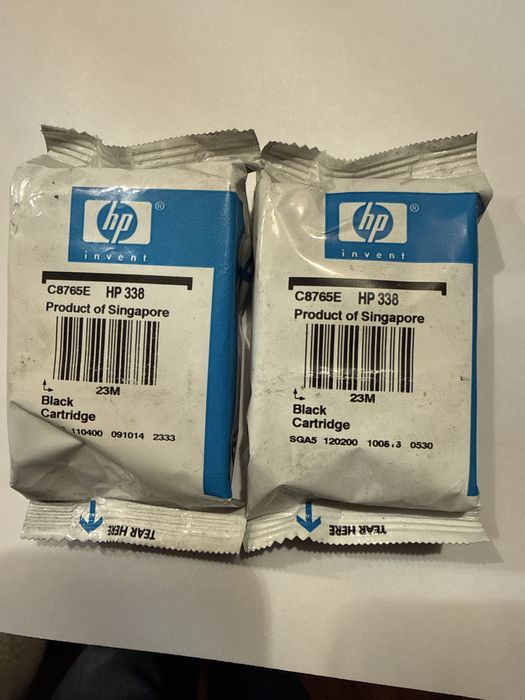 hp ®
invent
C8765E HP 338
Product of Singapore
23M
Black
Cartridge
110400 091014 2333
TEAR HERE
hp ®
invent
C8765E HP 338
Product of Singapore
23M
Black
Cartridge
SGA5 120200 0530
TEAR HERE